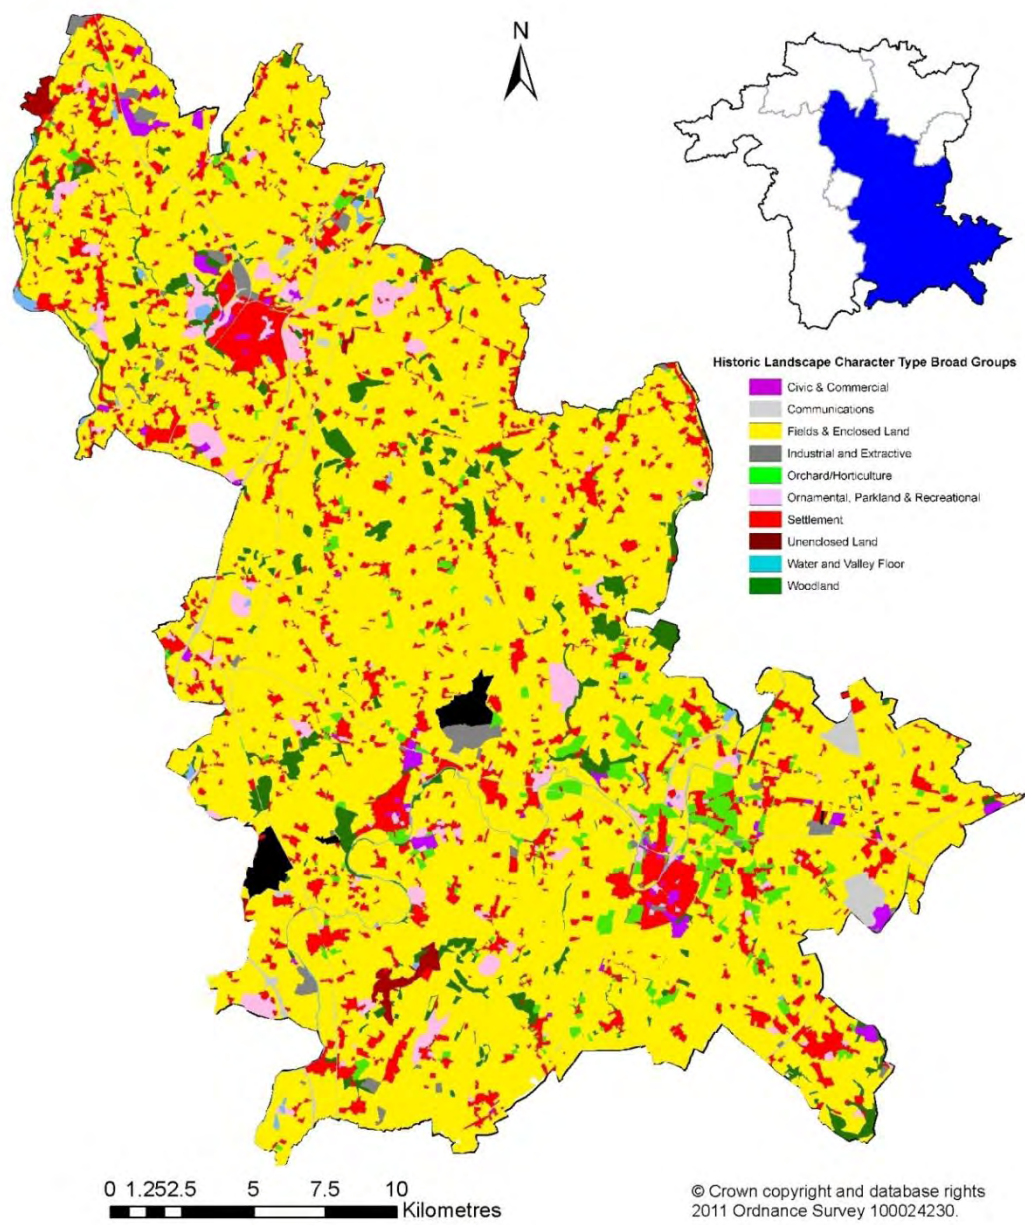 N
Historic Landscape Character Type Broad Groups
Civic & Commercial
Communications
Fields & Enclosed Land
Industrial and Extractive
Orchard/Horticulture
Ornamental, Parkland & Recreational
Settlement
Unenclosed Land
Water and Valley Floor
Woodland
0 1.252.5 5 7.5 10
Kilometres
© Crown copyright and database rights
2011 Ordnance Survey 100024230.